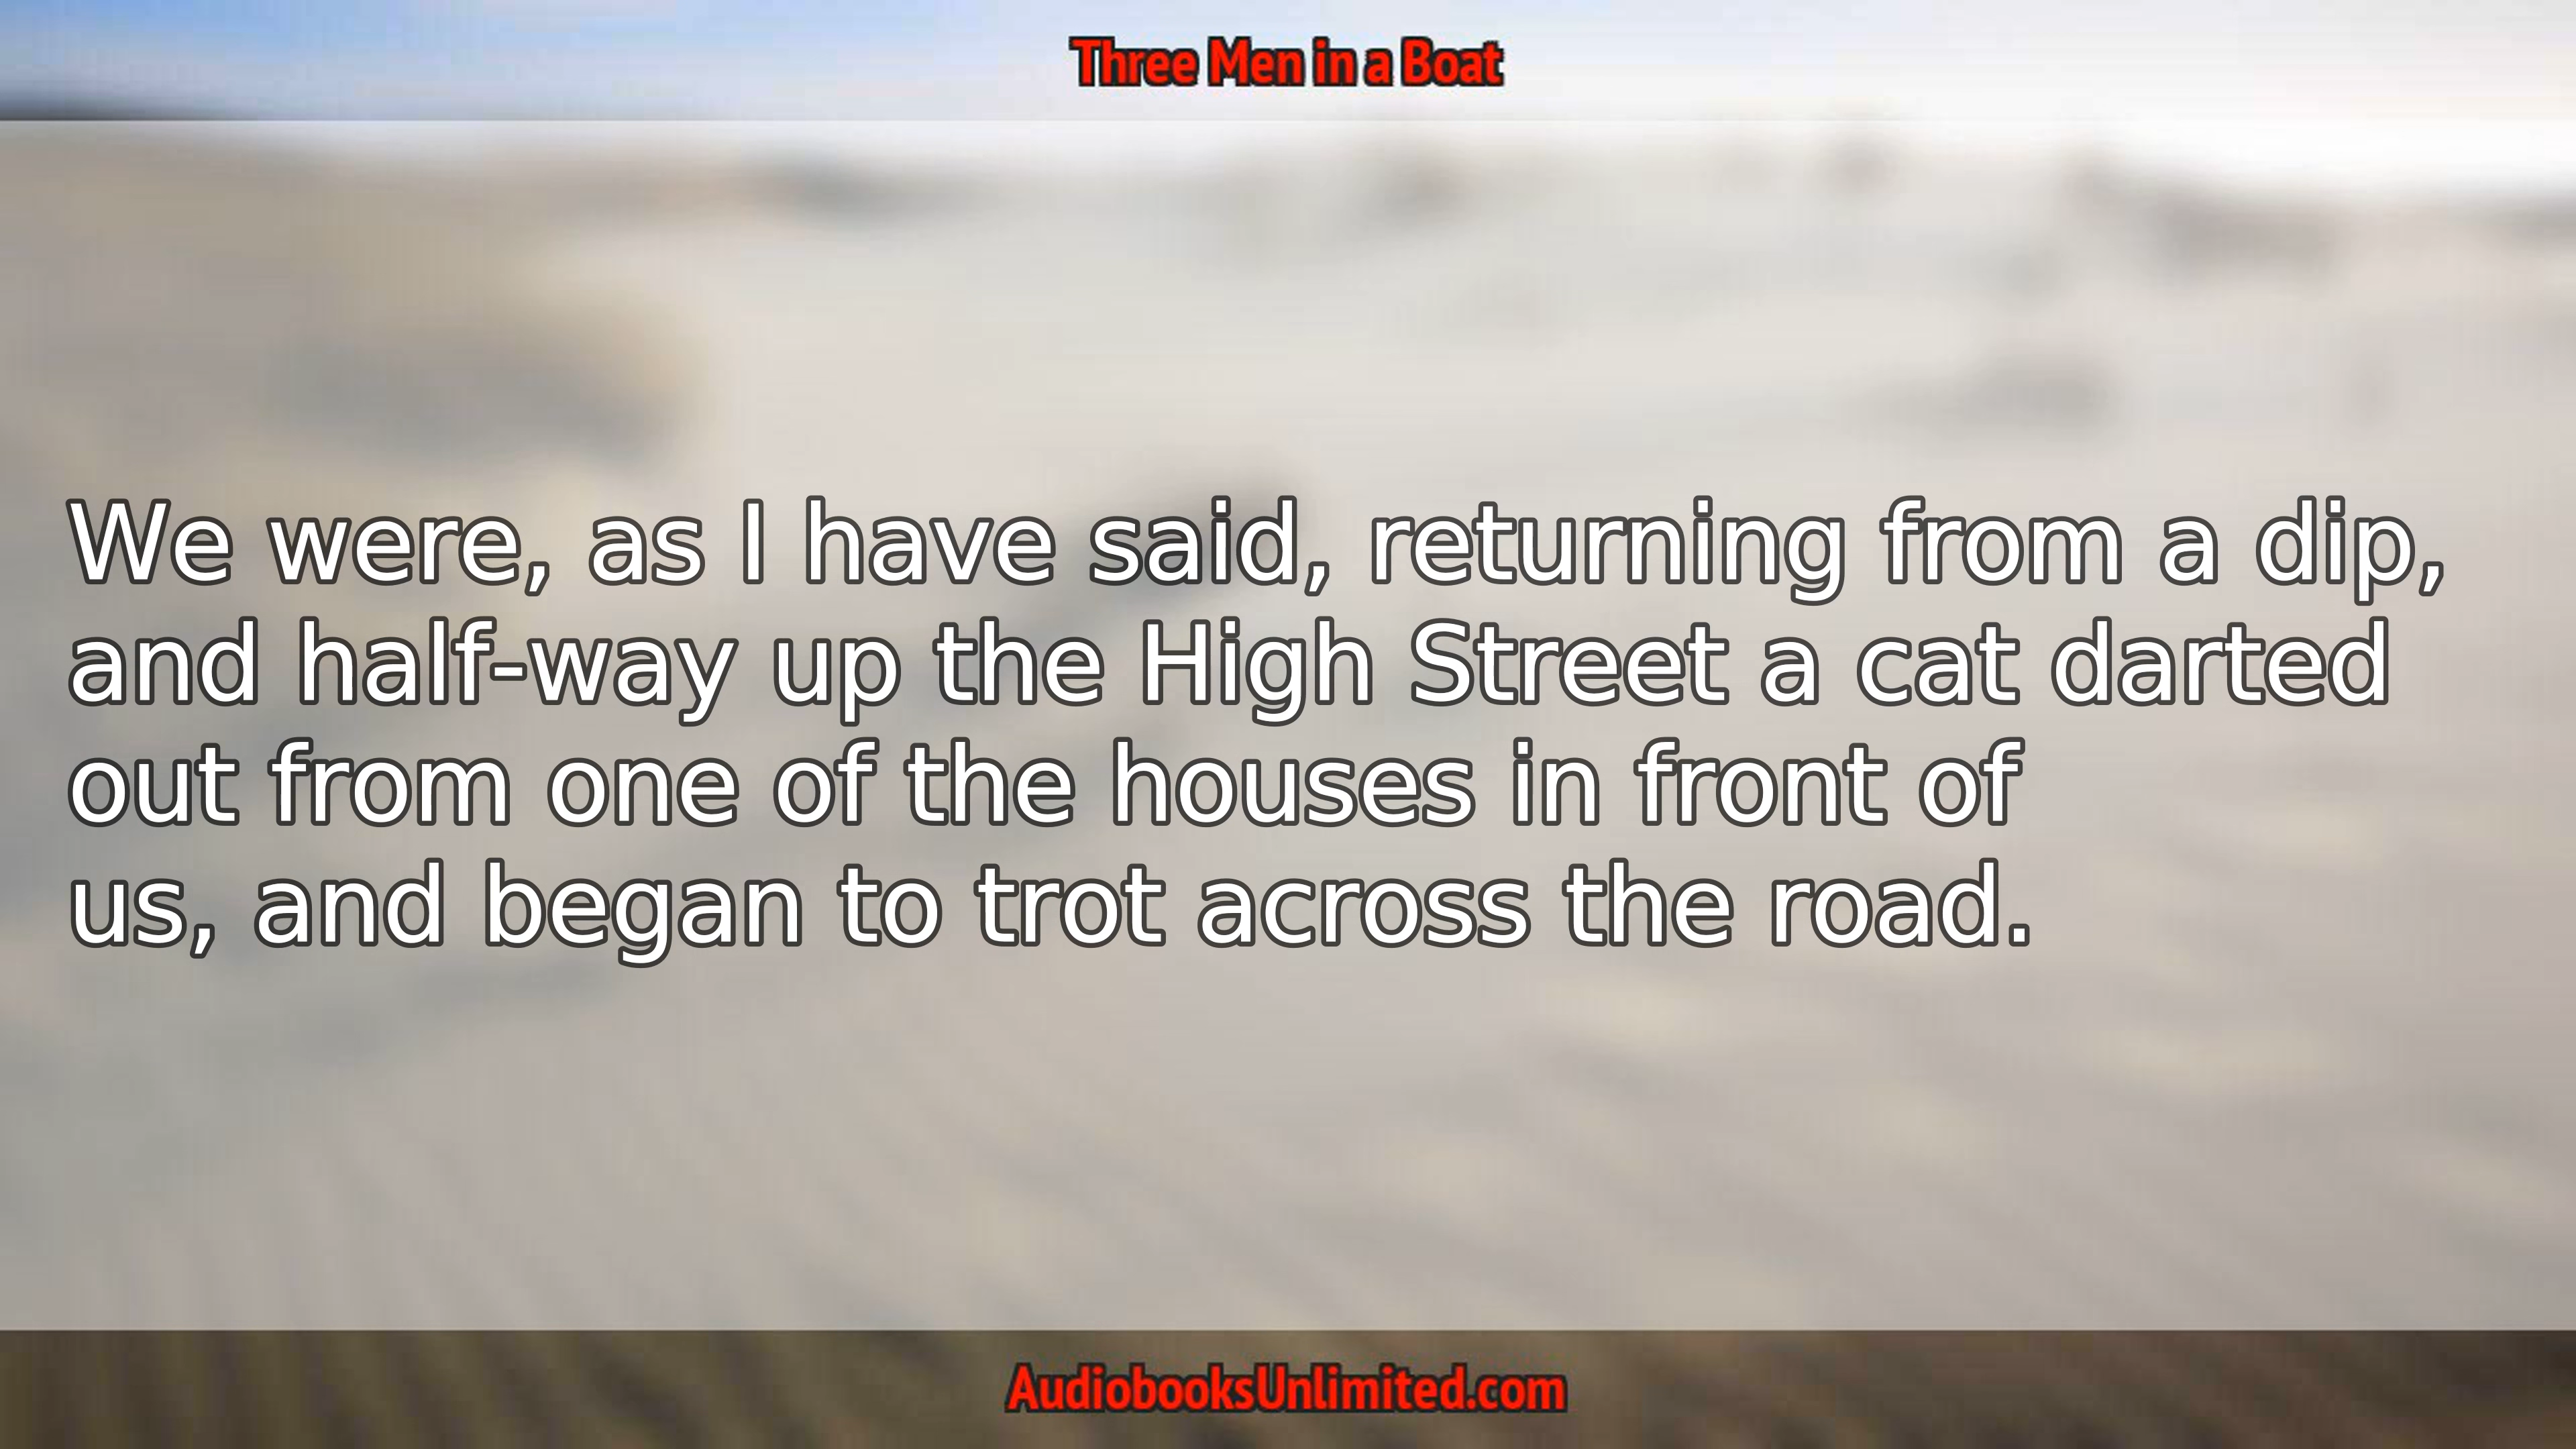 Three Men in a Boat
We were, as I have said, returning from a dip,
and half-way up the High Street a cat darted
out from one of the houses in front of
us, and began to trot across the road.
AudiobooksUnlimited.com